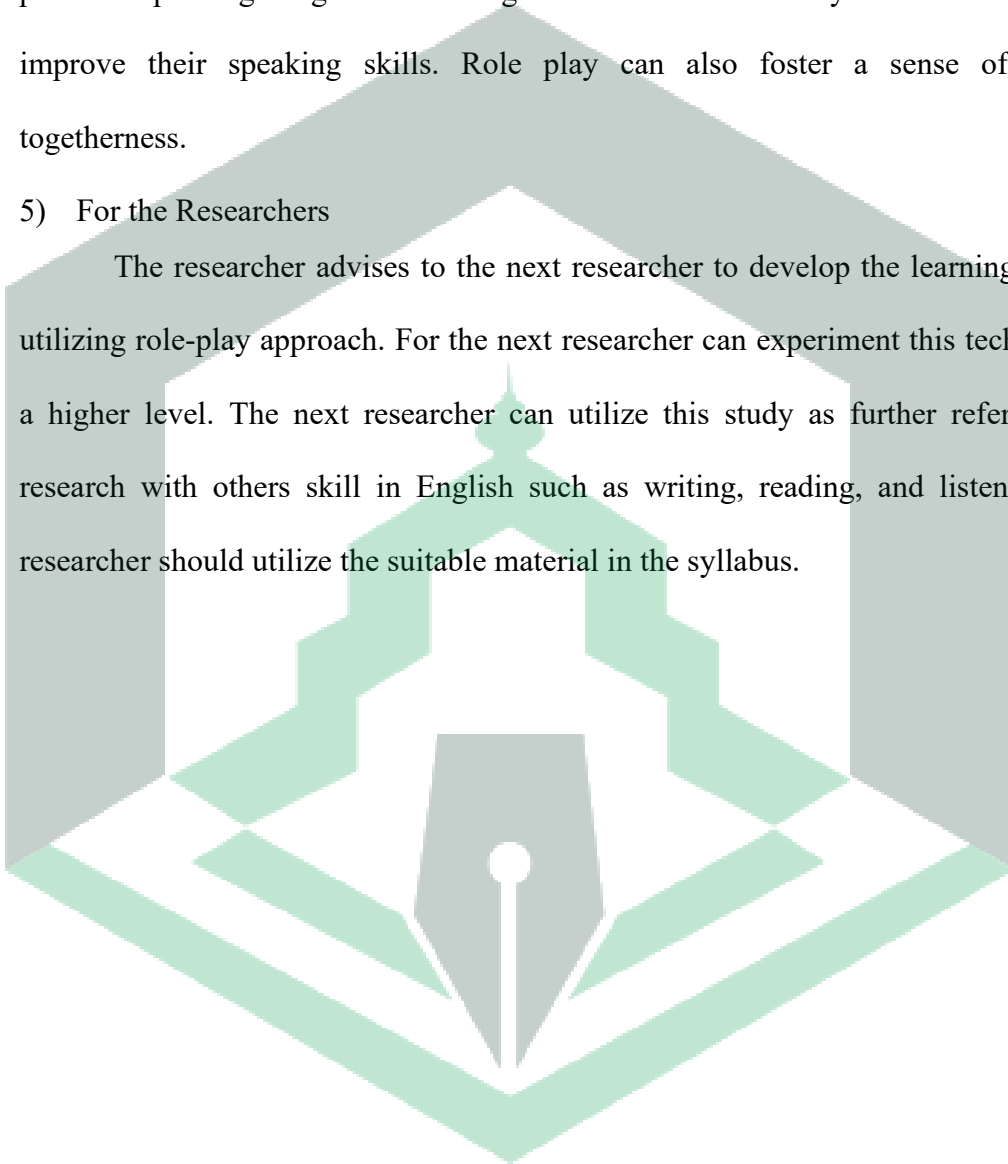 improve their speaking skills. Role play can also foster a sense of
togetherness.
5) For the Researchers
The researcher advises to the next researcher to develop the learning
utilizing role-play approach. For the next researcher can experiment this
a higher level. The next researcher can utilize this study as further
research with others skill in English such as writing, reading, and
researcher should utilize the suitable material in the syllabus.